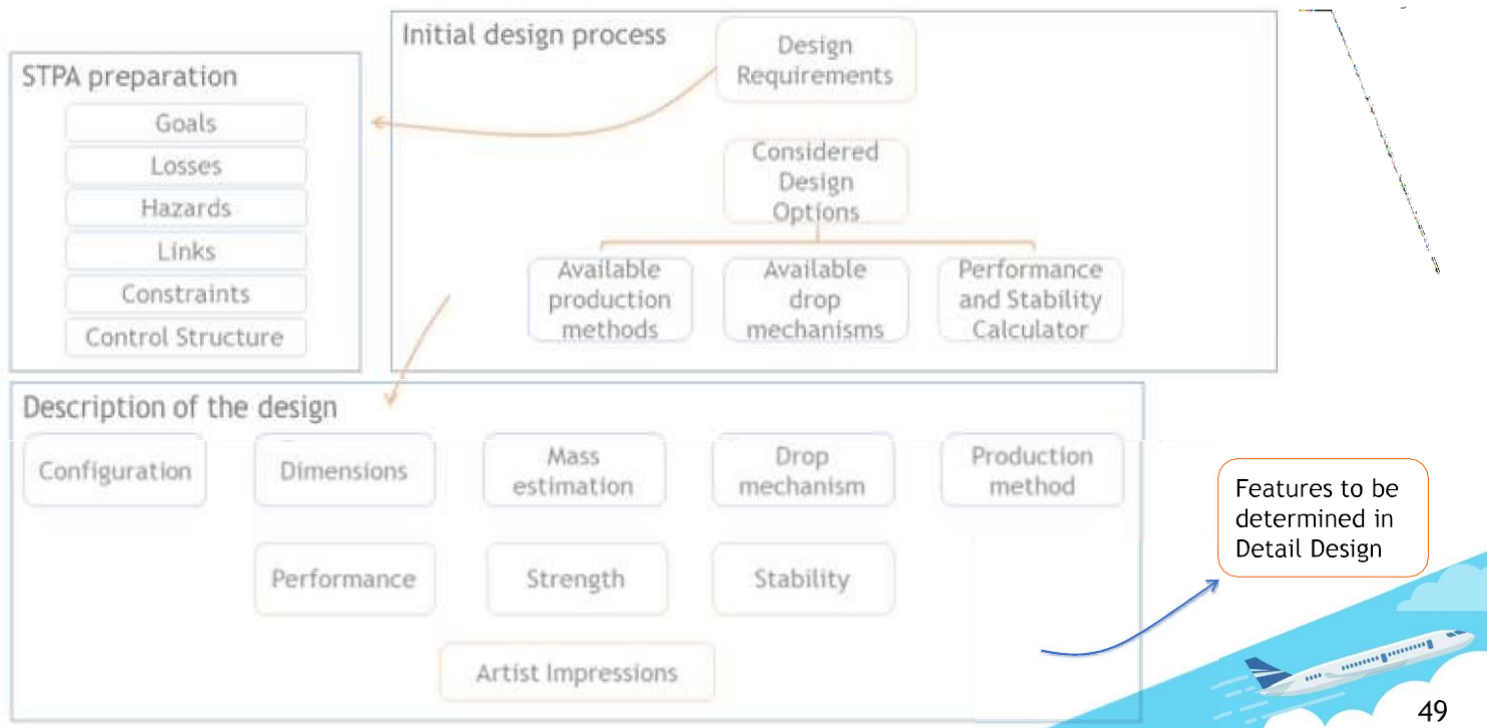 Initial design process
Design
Requirements
STPA preparation
Goals
Losses
Hazards
Links
Constraints
Control Structure
Considered
Design
Options
Available
production
methods
Available
drop
mechanisms
Performance
and Stability
Calculator
Description of the design
Configuration
Dimensions
Mass
estimation
Drop
mechanism
Production
method
Performance
Strength
Stability
Artist Impressions
Features to be
determined in
Detail Design
49